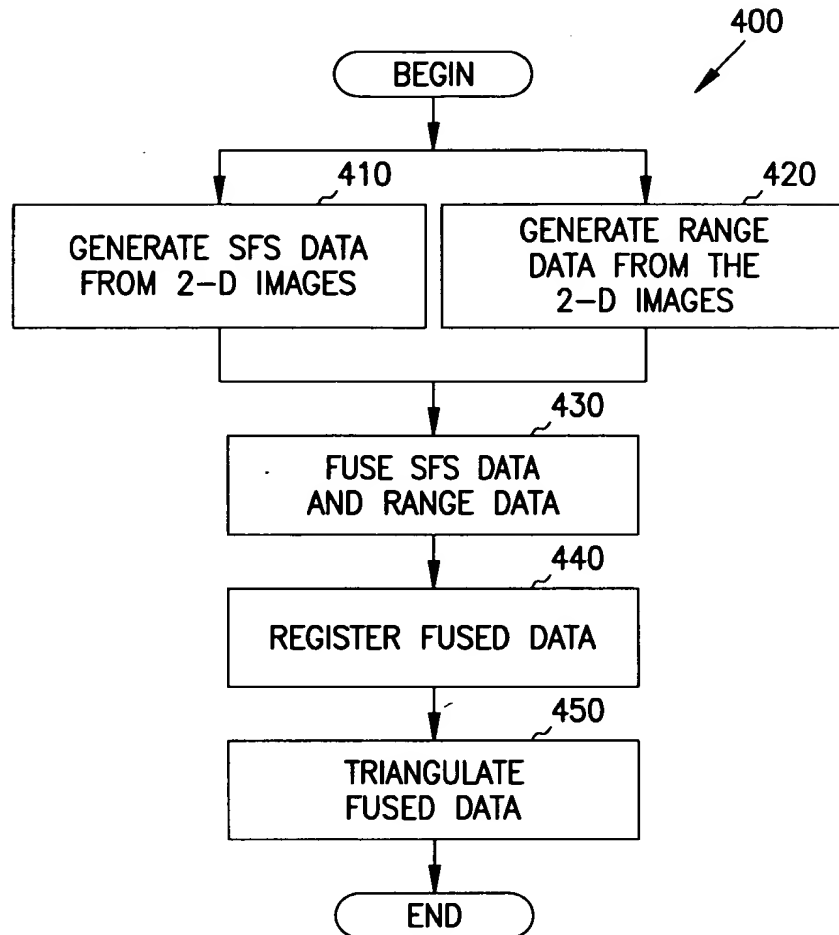 400
BEGIN
410
GENERATE SFS DATA
FROM 2-D IMAGES
420
GENERATE RANGE
DATA FROM THE
2-D IMAGES
430
FUSE SFS DATA
AND RANGE DATA
440
REGISTER FUSED DATA
450
TRIANGULATE
FUSED DATA
END